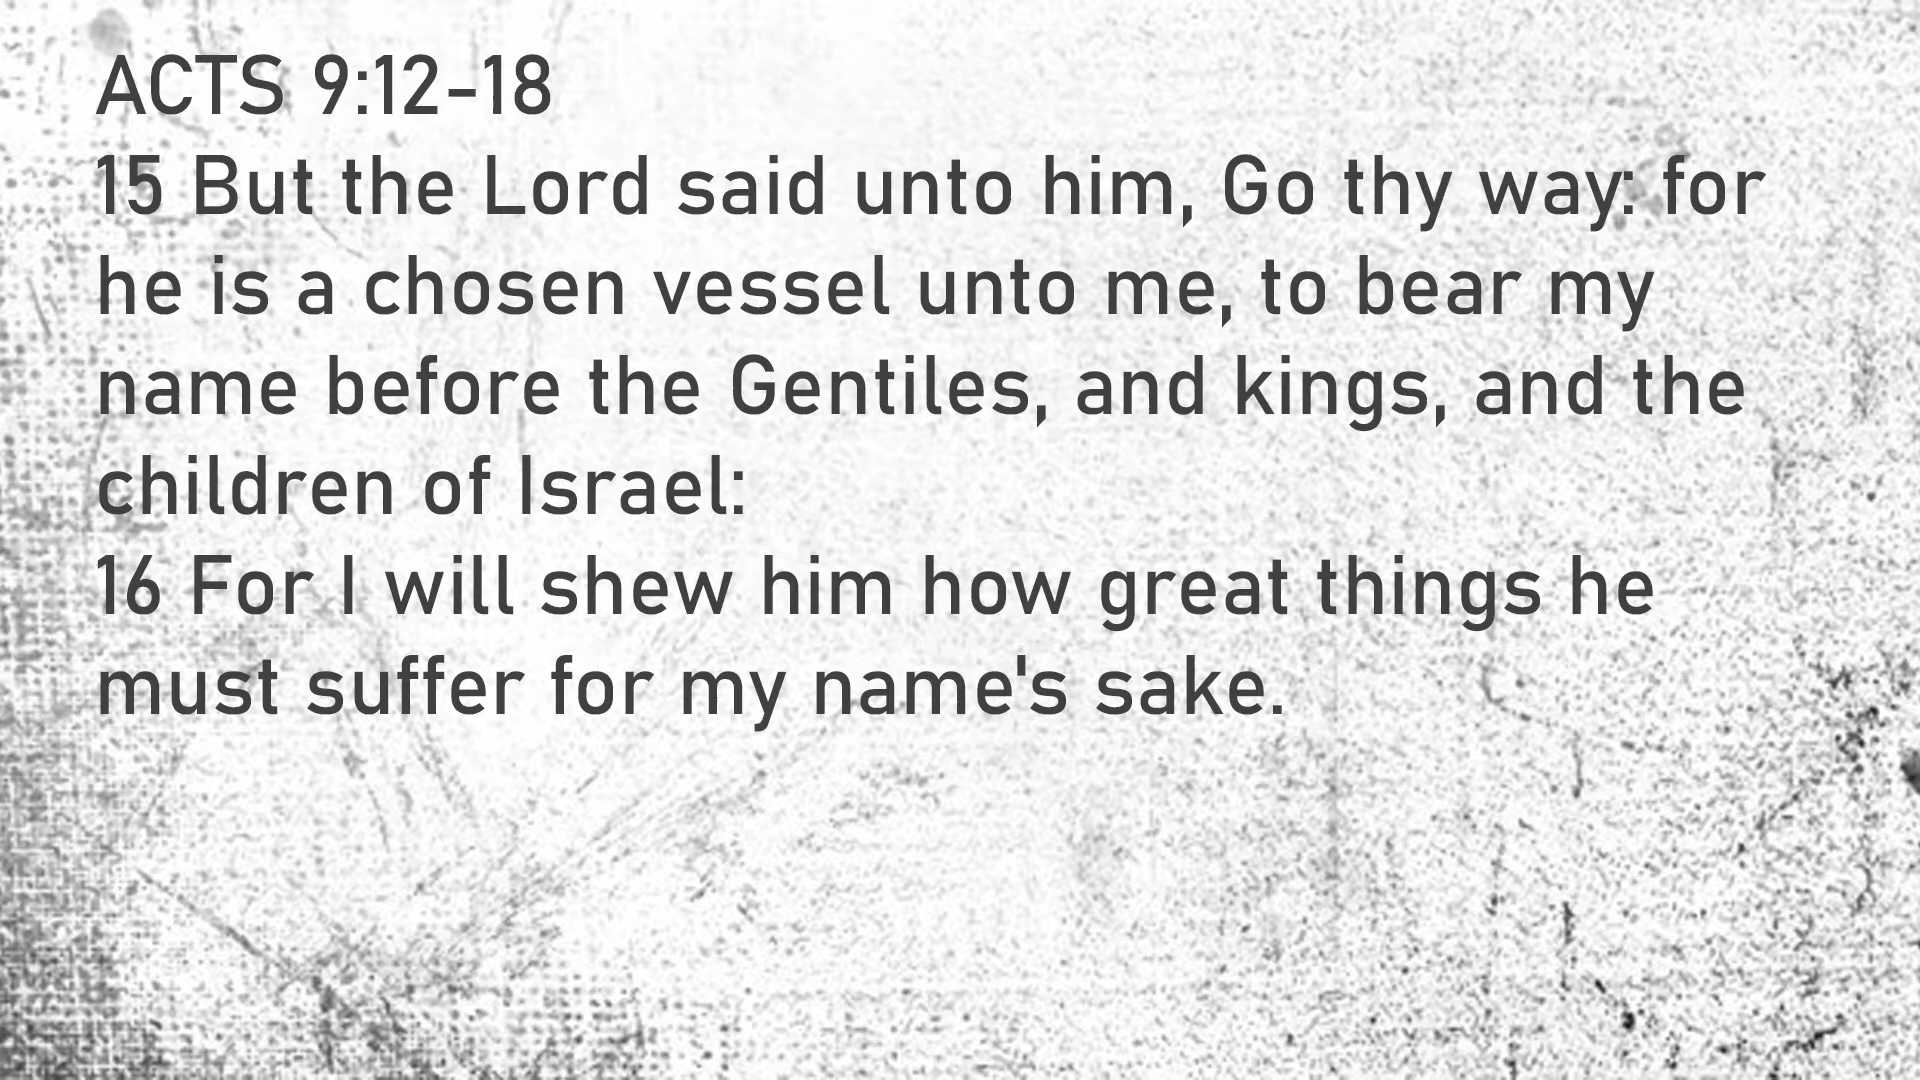 ACTS 9:12-18
15 But the Lord said unto him, Go thy way: for
he is a chosen vessel unto me, to bear my
name before the Gentiles, and kings, and the
children of Israel:
16 For I will shew him how great things he
must suffer for my name's sake.